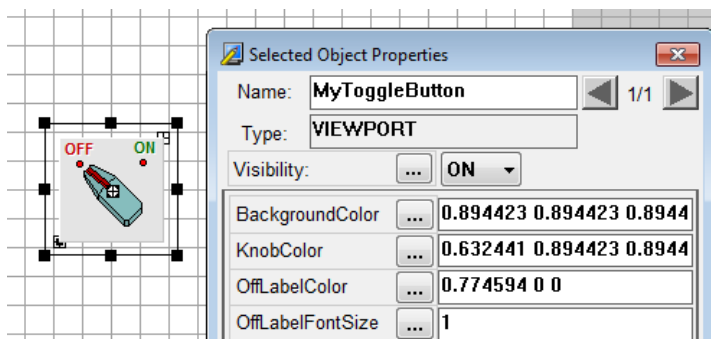 Selected Object Properties
Name: MyToggleButton 1/1
Type: VIEWPORT
OFF ON
Visibility: ... ON
BackgroundColor ... 0.894423 0.894423 0.8944
KnobColor ... 0.632441 0.894423 0.8944
OffLabelColor ... 0.774594 0 0
OffLabelFontSize ... 1